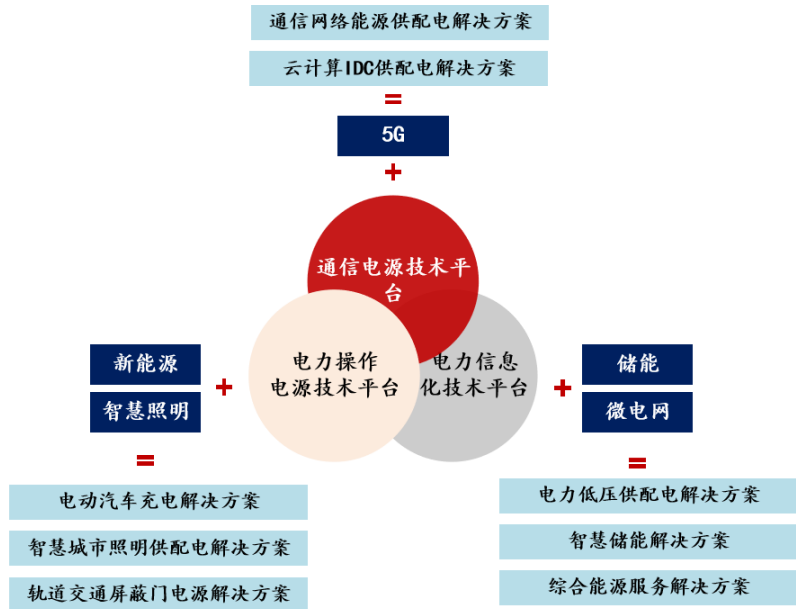 通信网络能源供配电解决方案
云计算IDC供配电解决方案
=
5G
+
通信电源技术平
台
电力操作
电源技术平台
电力信息
化技术平台
新能源
智慧照明
+
+
储能
微电网
=
电动汽车充电解决方案
智慧城市照明供配电解决方案
轨道交通屏蔽门电源解决方案
=
电力低压供配电解决方案
智慧储能解决方案
综合能源服务解决方案